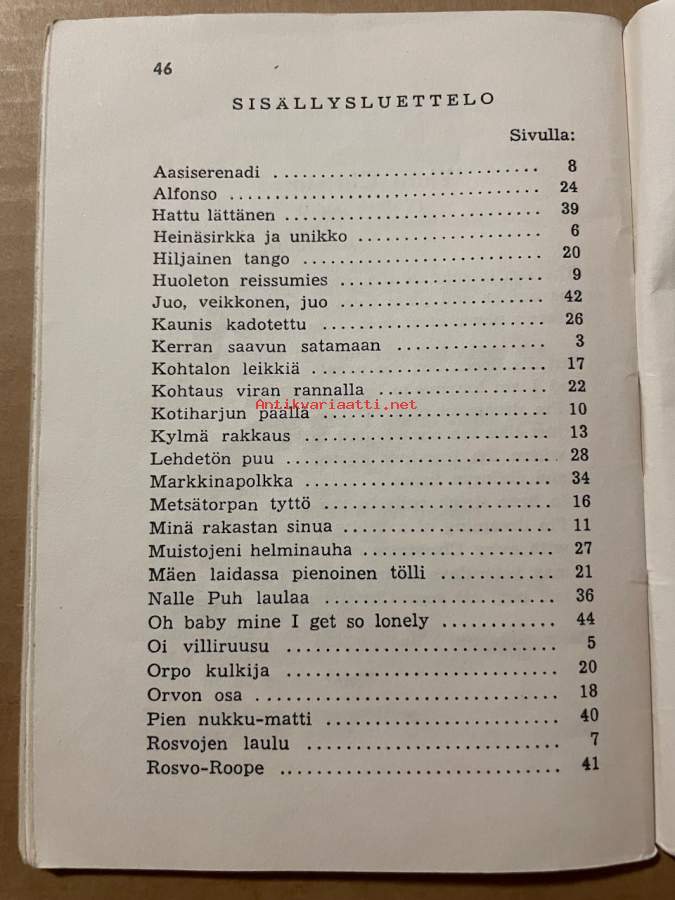 46
SISÄLLYSLUETTELO
Sivulla:
Aasiserenadi ........................... 8
Alfonso ................................ 24
Hattu lättänen .......................... 39
Heinäsirkka ja unikko ................... 6
Hiljainen tango ......................... 20
Huoleton reissumies ..................... 9
Juo, veikkonen, juo ..................... 42
Kaunis kadotettu ....................... 26
Kerran saavun satamaan ................ 3
Kohtalon leikkiä ........................ 17
Kohtaus viran rannalla ................. 22
Antikvariaatti.net
Kotiharjun päällä ....................... 10
Kylmä rakkaus ......................... 13
Lehdetön puu ........................... 28
Markkinapolkka ......................... 34
Metsätorpan tyttö ....................... 16
Minä rakastan sinua ..................... 11
Muistojeni helminauha ................... 27
Mäen laidassa pienoinen tölli ............ 21
Nalle Puh laulaa ....................... 36
Oh baby mine I get so lonely ............ 44
Oi villiruusu ........................... 5
Orpo kulkija ........................... 20
Orvon osa .............................. 18
Pien nukku-matti ....................... 40
Rosvojen laulu ......................... 7
Rosvo-Roope ............................ 41